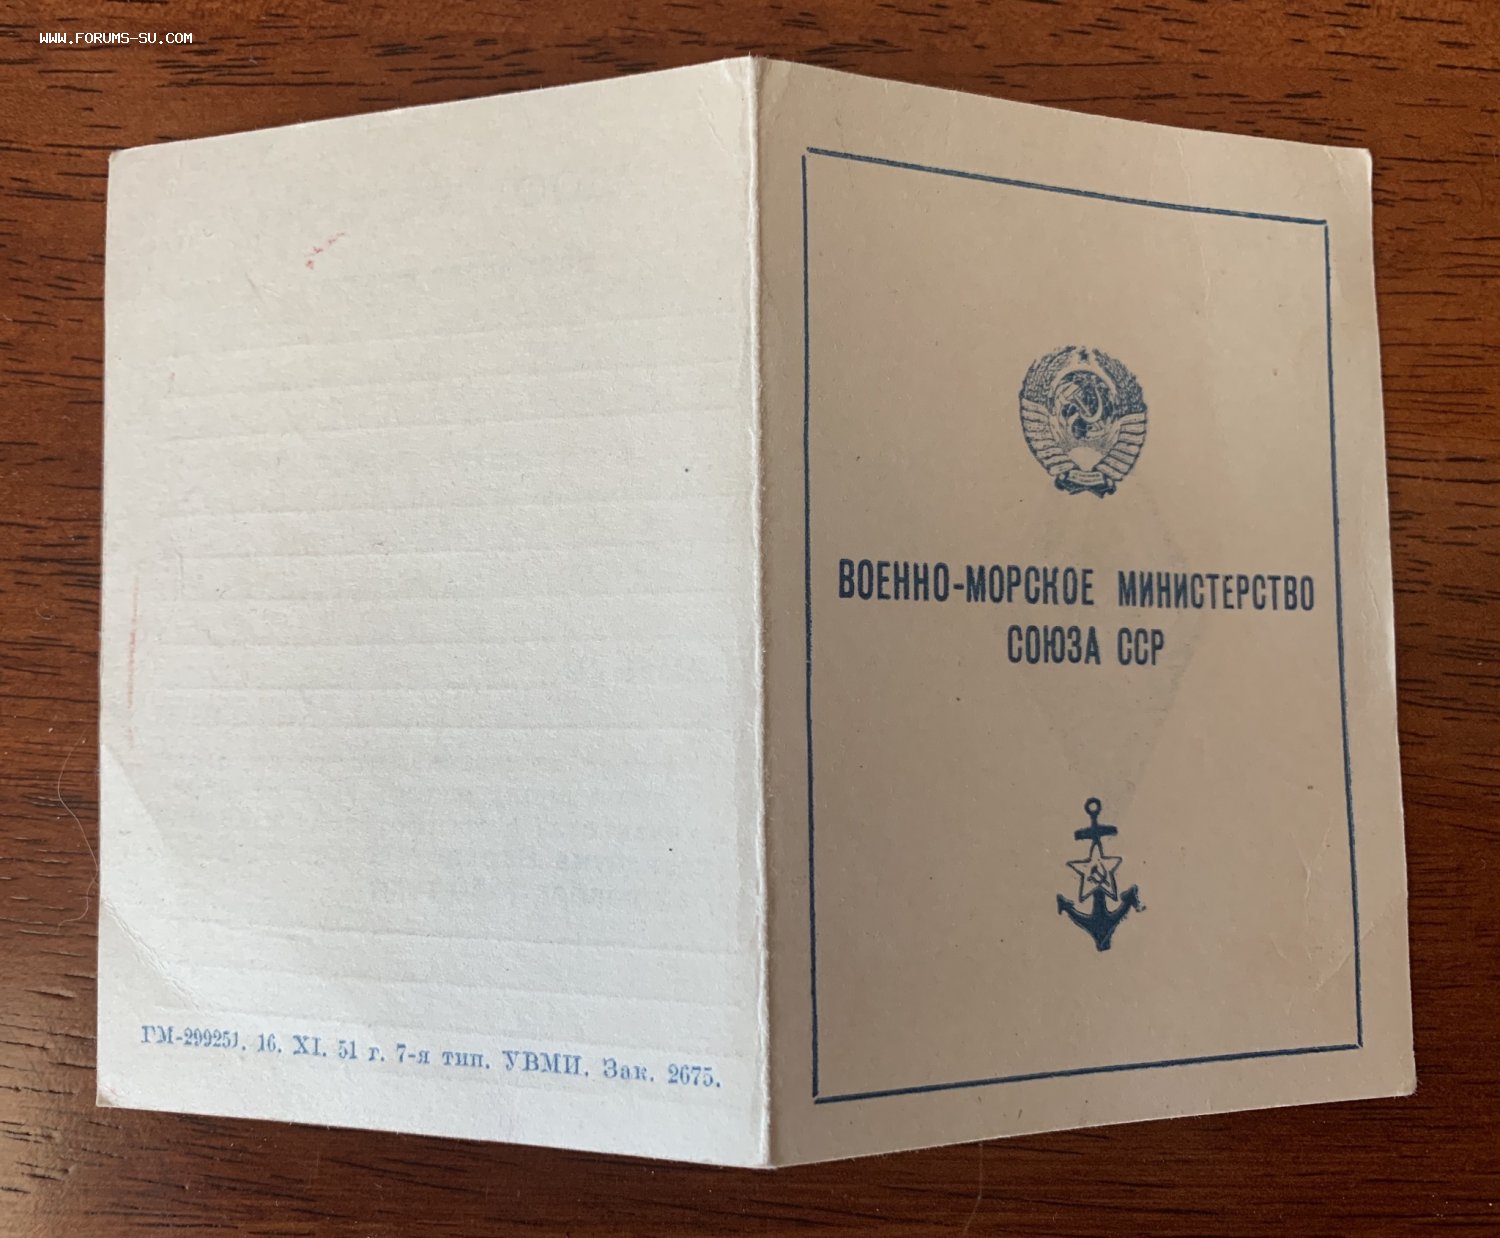 WWW.FORUMS-SU.COM
ВОЕННО-МОРСКОЕ МИНИСТЕРСТВО
СОЮЗА ССР
ГМ-299251. 16. XI. 51 г. 7-я тип. УВМИ. Зак. 2675.